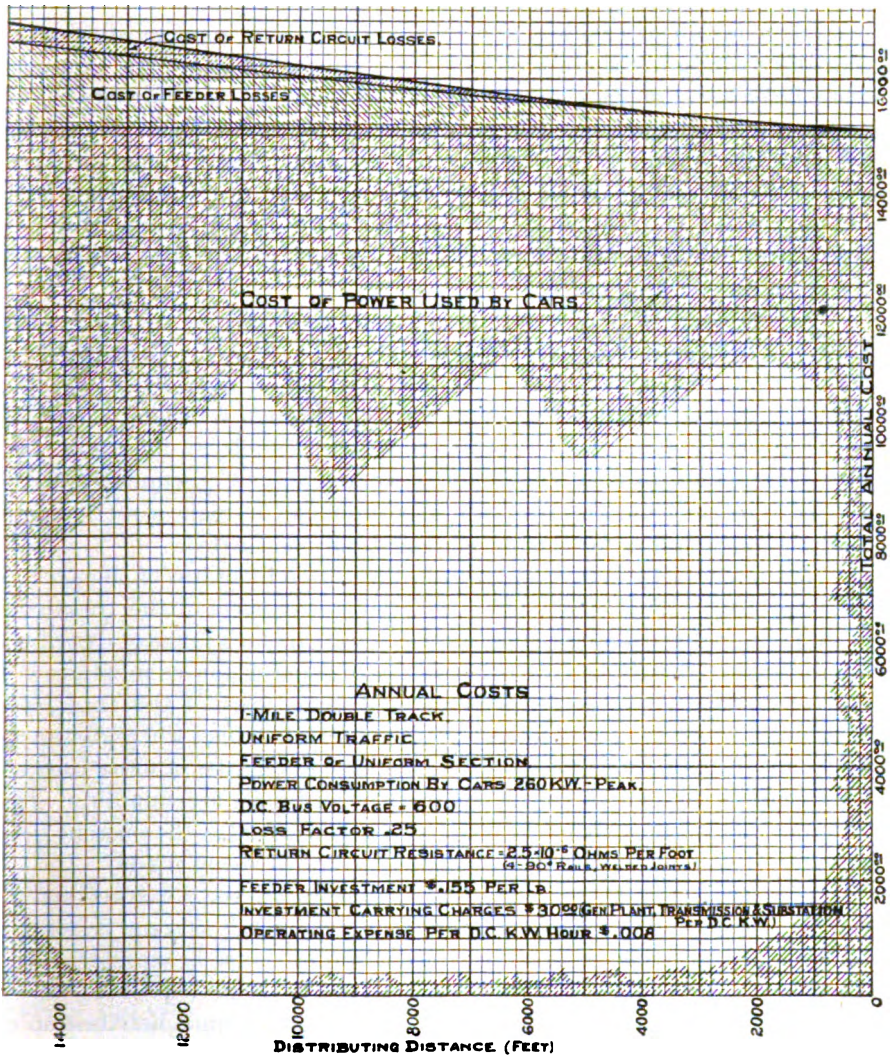 COST OF RETURN CIRCUIT LOSSES.
COST OF FEEDER LOSSES
COST OF POWER USED BY CARS
TOTAL ANNUAL COST
16000.00
14000.00
12000.00
10000.00
8000.00
6000.00
4000.00
2000.00
0
ANNUAL COSTS
1-MILE DOUBLE TRACK.
UNIFORM TRAFFIC
FEEDER OF UNIFORM SECTION
POWER CONSUMPTION BY CARS 260 KW.-PEAK.
D.C. BUS VOLTAGE = 600
LOSS FACTOR .25
RETURN CIRCUIT RESISTANCE = 2.5×10⁻⁶ OHMS PER FOOT
(4-90# RAILS, WELDED JOINTS)
FEEDER INVESTMENT $.155 PER LB.
INVESTMENT CARRYING CHARGES $30.00 (GEN. PLANT, TRANSMISSION & SUBSTATION
PER D.C. K.W.)
OPERATING EXPENSE PER D.C. K.W. HOUR $.008
14000 12000 10000 8000 6000 4000 2000 0
DISTRIBUTING DISTANCE (FEET)